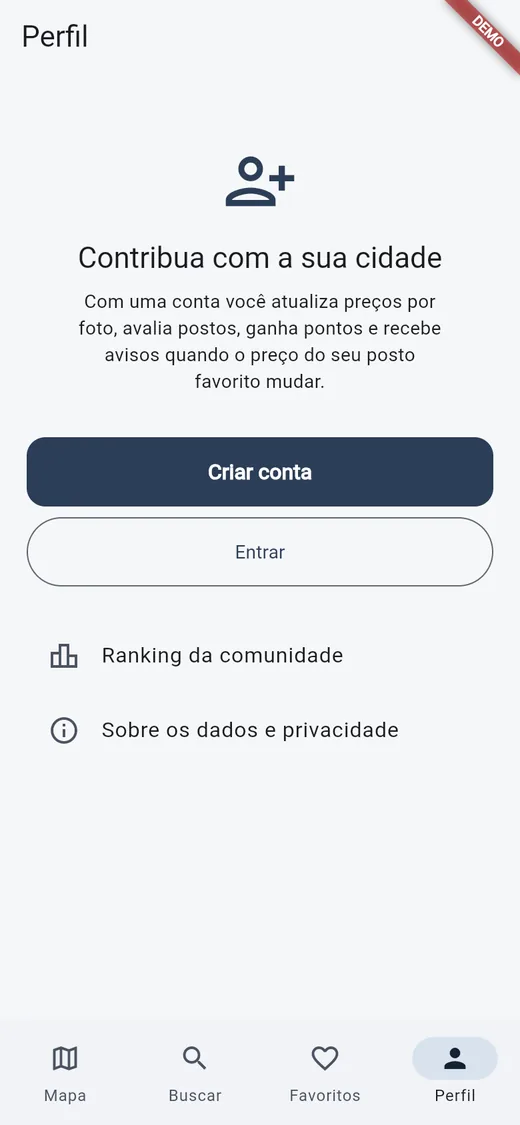 Perfil
DEMO
Contribua com a sua cidade
Com uma conta você atualiza preços por
foto, avalia postos, ganha pontos e recebe
avisos quando o preço do seu posto
favorito mudar.
Criar conta
Entrar
Ranking da comunidade
Sobre os dados e privacidade
Mapa
Buscar
Favoritos
Perfil